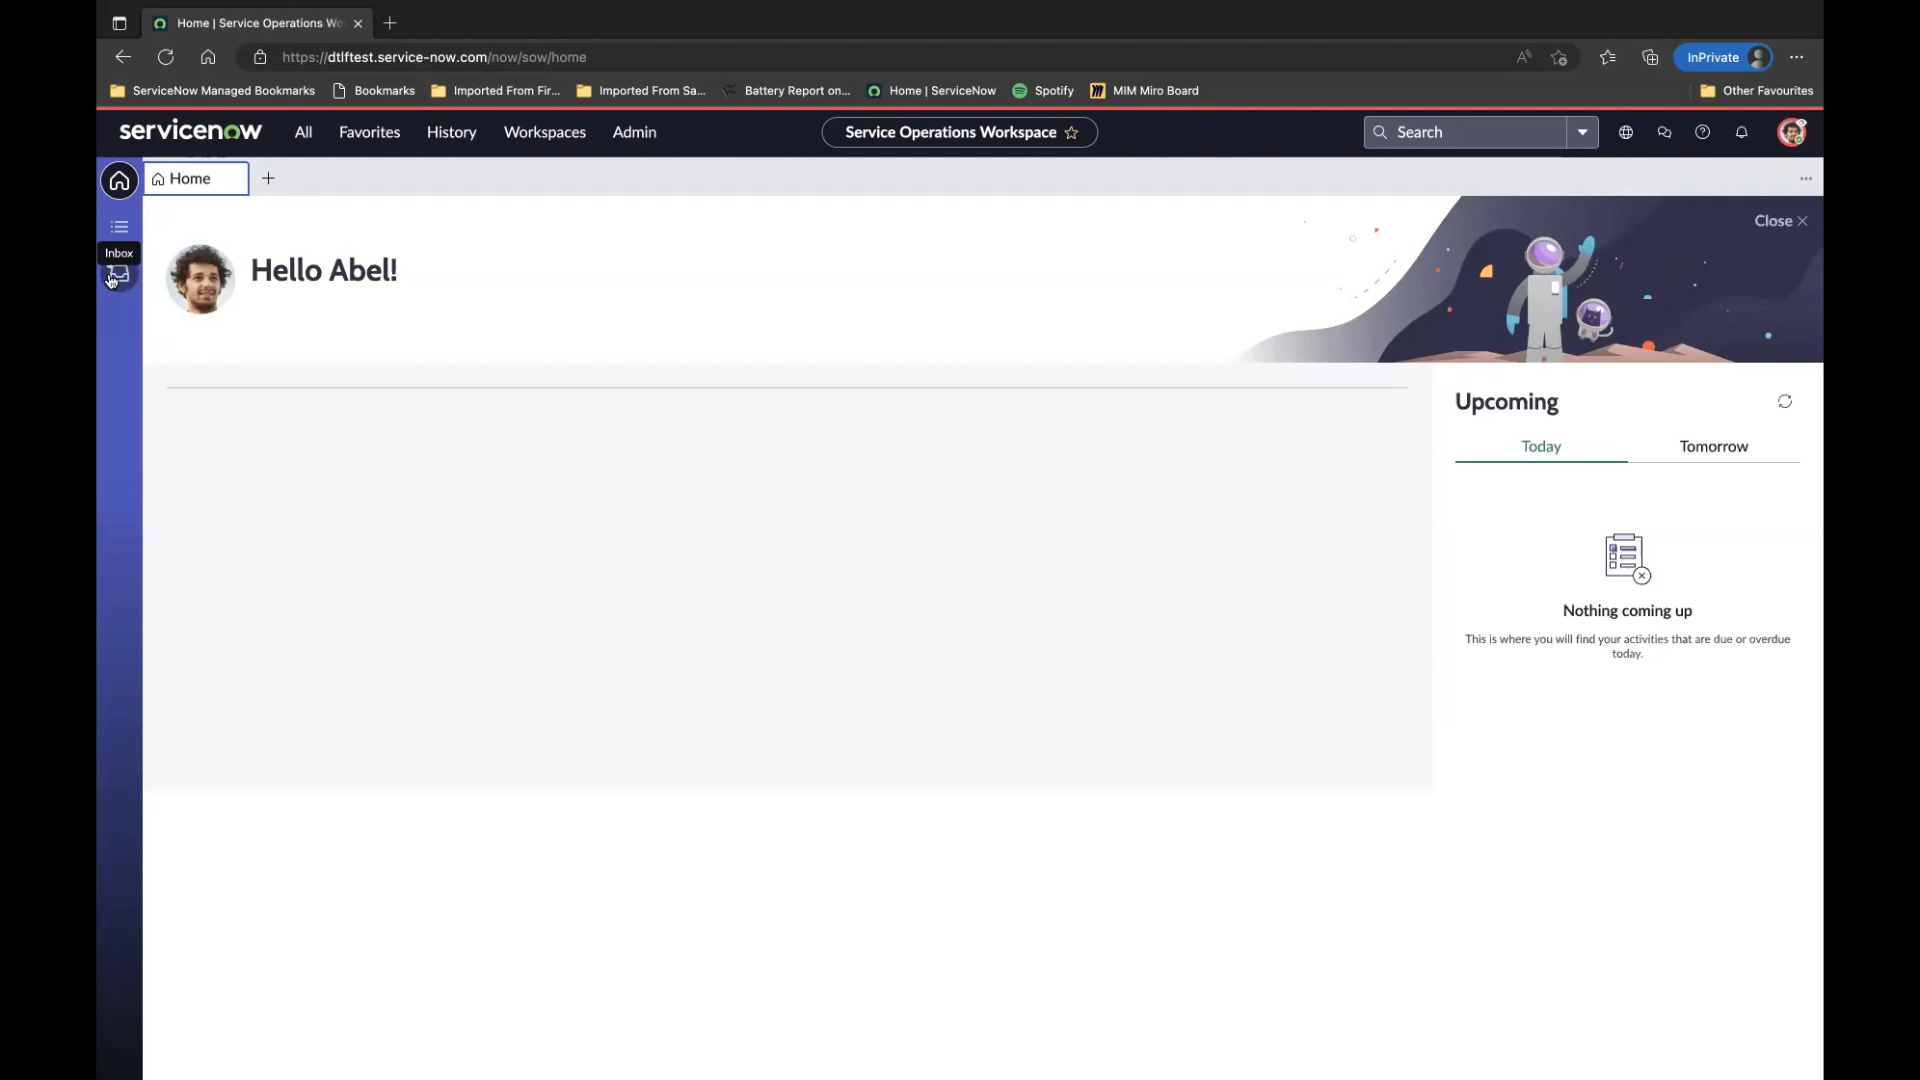 Home | Service Operations Wo
https://dtlftest.service-now.com/now/sow/home
InPrivate
ServiceNow Managed Bookmarks
Bookmarks
Imported From Fir...
Imported From Sa...
Battery Report on...
Home | ServiceNow
Spotify
MIM Miro Board
Other Favourites
servicenow
All
Favorites
History
Workspaces
Admin
Service Operations Workspace
Search
Home
Close
Inbox
Hello Abel!
Upcoming
Today
Tomorrow
Nothing coming up
This is where you will find your activities that are due or overdue
today.